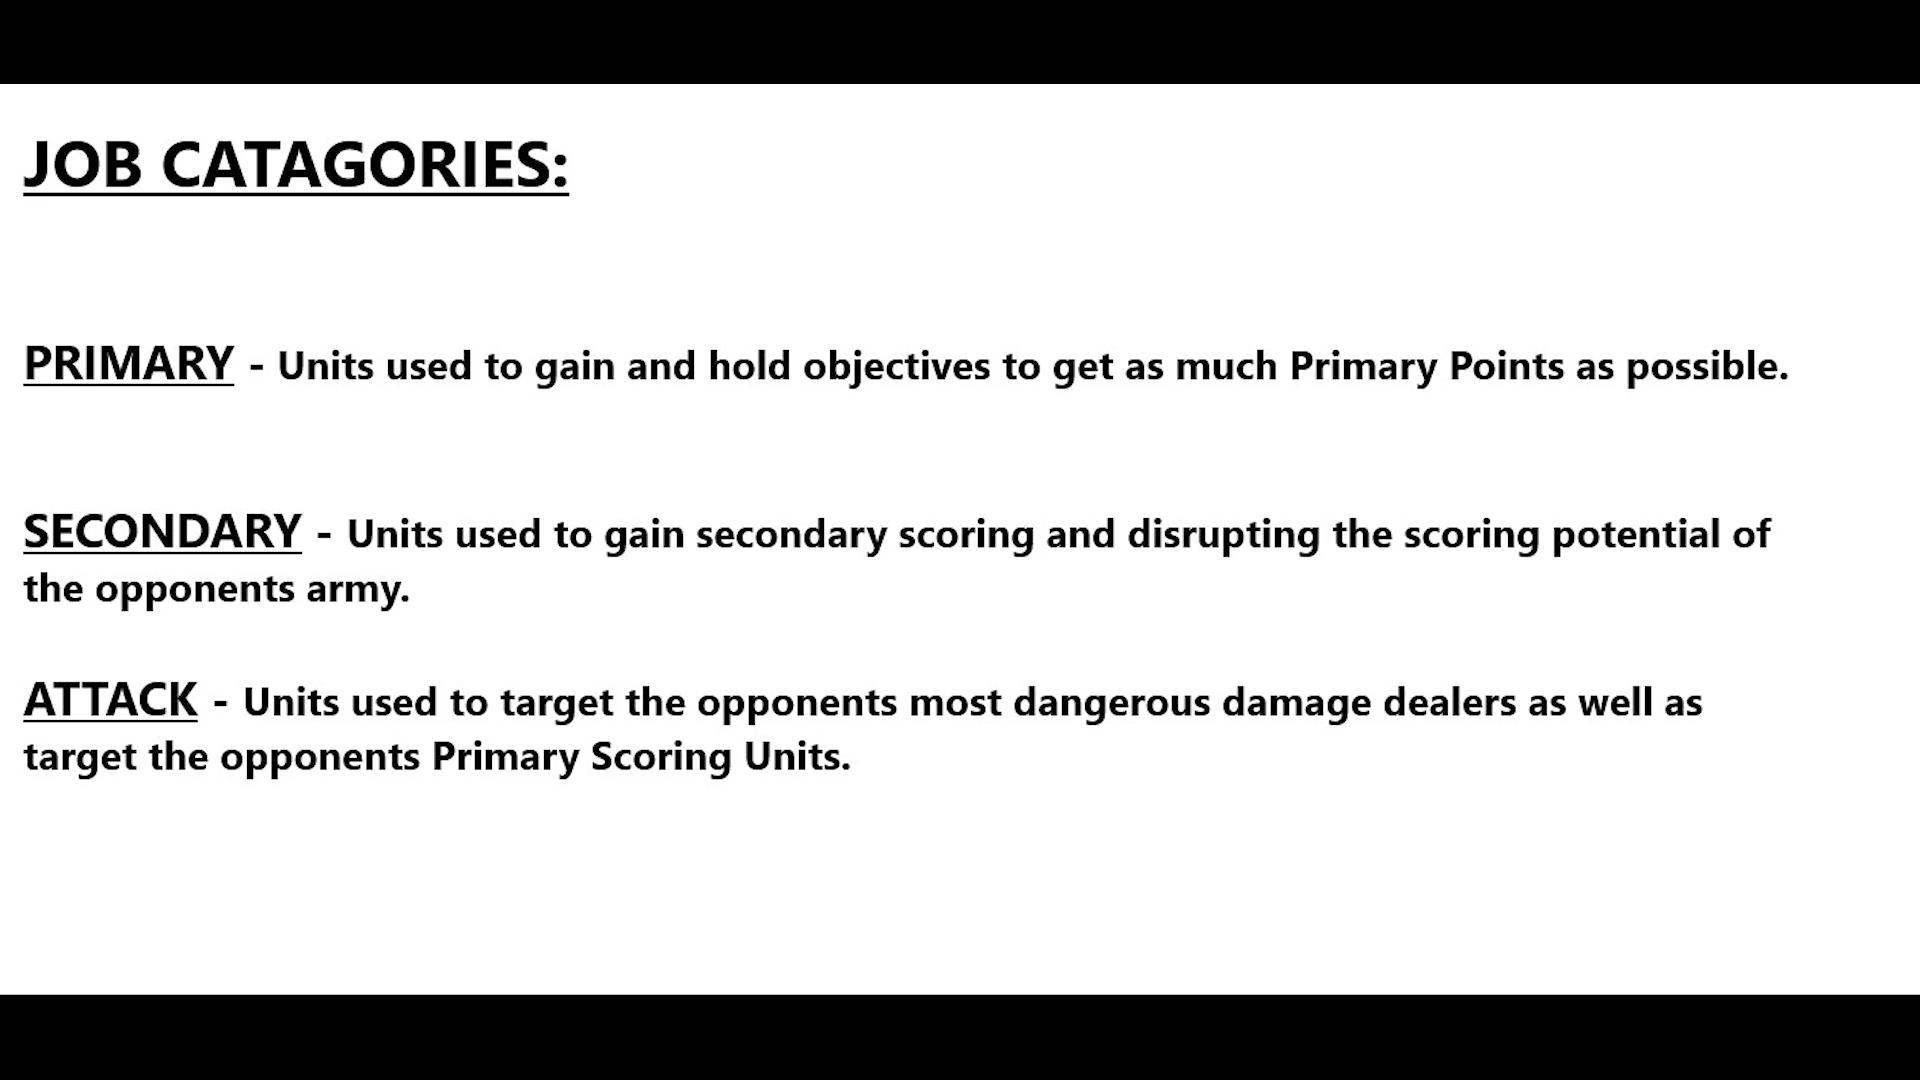 JOB CATAGORIES:
PRIMARY - Units used to gain and hold objectives to get as much Primary Points as possible.
SECONDARY - Units used to gain secondary scoring and disrupting the scoring potential of
the opponents army.
ATTACK - Units used to target the opponents most dangerous damage dealers as well as
target the opponents Primary Scoring Units.